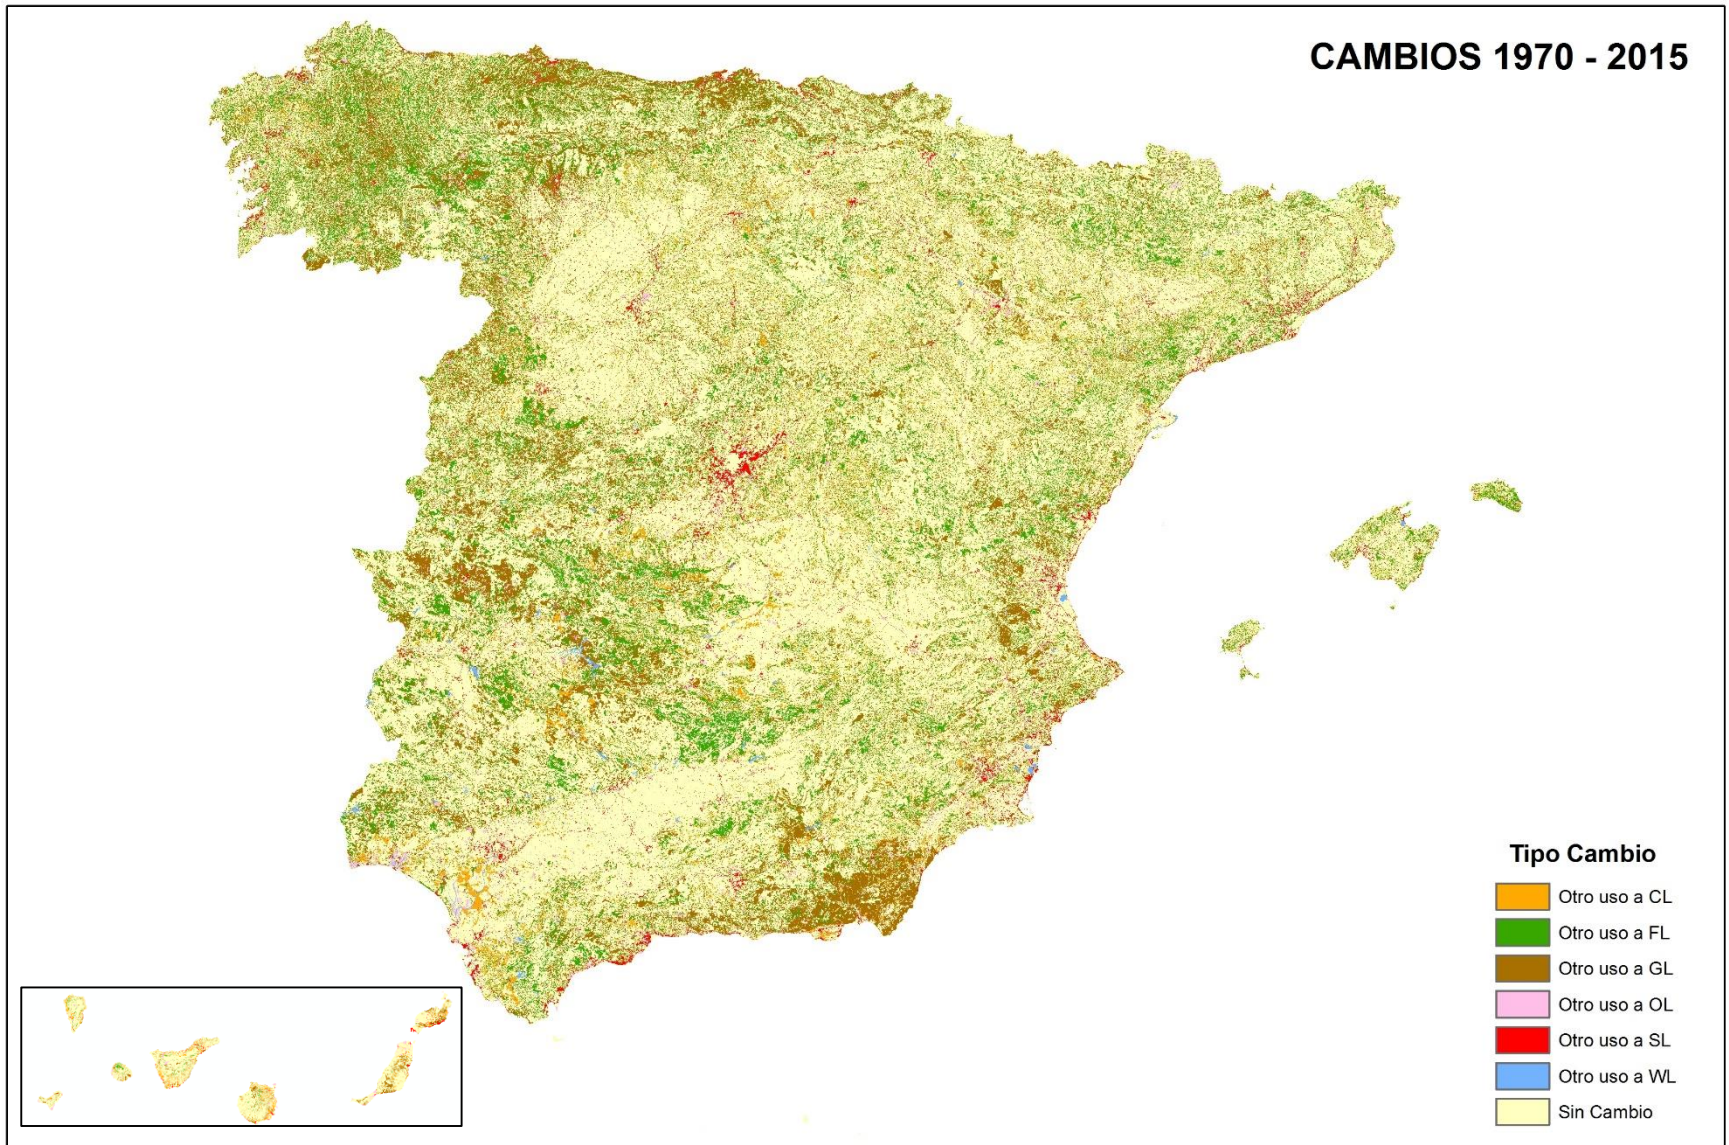 CAMBIOS 1970 - 2015
Tipo Cambio
Otro uso a CL
Otro uso a FL
Otro uso a GL
Otro uso a OL
Otro uso a SL
Otro uso a WL
Sin Cambio